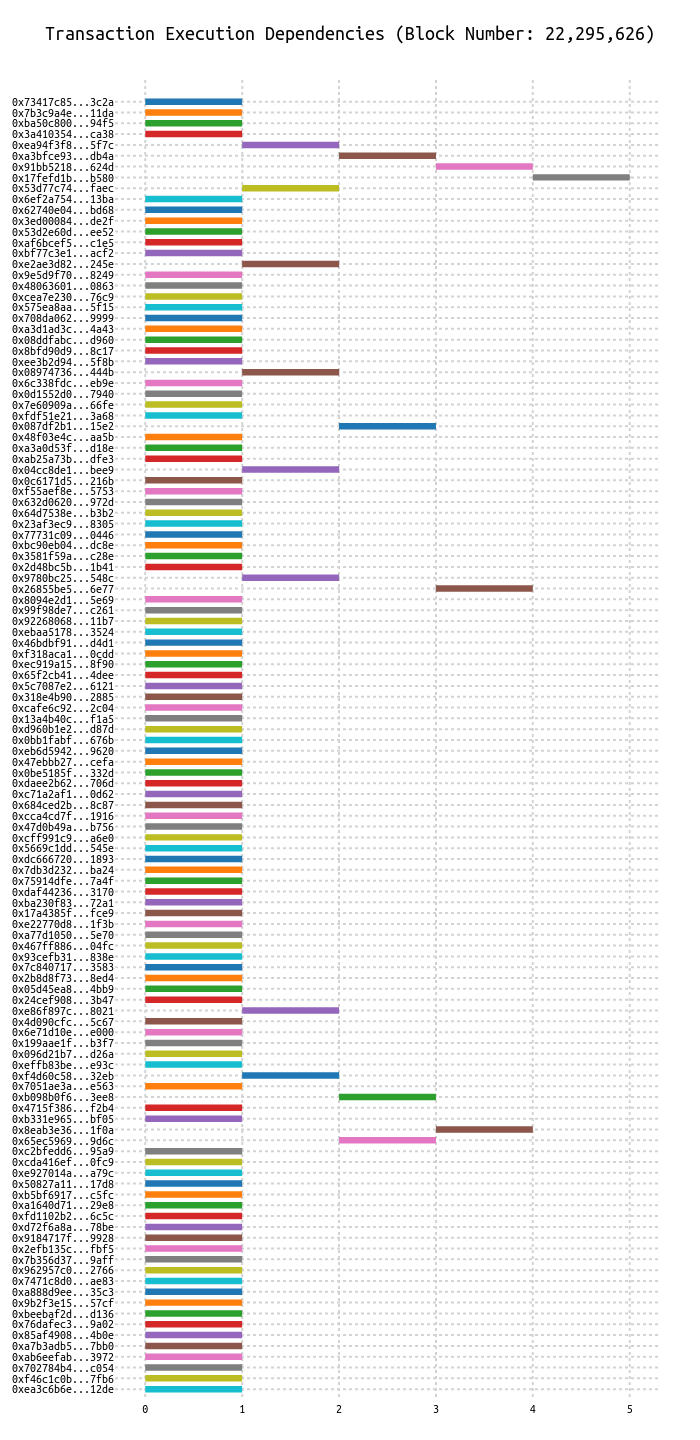 Transaction Execution Dependencies (Block Number: 22,295,626)
0x73417c85...3c2a
0x7b3c9a4e...11da
0xba50c800...94f5
0x3a410354...ca38
0xea94f3f8...5f7c
0xa3bfce93...db4a
0x91bb5218...624d
0x17fefd1b...b580
0x53d77c74...faec
0x6ef2a754...13ba
0x62740e04...bd68
0x3ed00084...de2f
0x53d2e60d...ee52
0xaf6bcef5...c1e5
0xbf77c3e1...acf2
0xe2ae3d82...245e
0x9e5d9f70...8249
0x48063601...0863
0xcea7e230...76c9
0x575ea8aa...5f15
0x708da062...9999
0xa3d1ad3c...4a43
0x08ddfabc...d960
0x8bfd90d9...8c17
0xee3b2d94...5f8b
0x08974736...444b
0x6c338fdc...eb9e
0x0d1552d0...7940
0x7e60909a...66fe
0xfdf51e21...3a68
0x087df2b1...15e2
0x48f03e4c...aa5b
0xa3a0d53f...d18e
0xab25a73b...dfe3
0x04cc8de1...bee9
0x0c6171d5...216b
0xf55aef8e...5753
0x632d0620...972d
0x64d7538e...b3b2
0x23af3ec9...8305
0x77731c09...0446
0xbc90eb04...dc8e
0x3581f59a...c28e
0x2d48bc5b...1b41
0x9780bc25...548c
0x26855be5...6e77
0x8094e2d1...5e69
0x99f98de7...c261
0x92268068...11b7
0xebaa5178...3524
0x46bdbf91...d4d1
0xf318aca1...0cdd
0xec919a15...8f90
0x65f2cb41...4dee
0x5c7087e2...6121
0x318e4b90...2885
0xcafe6c92...2c04
0x13a4b40c...f1a5
0xd960b1e2...d87d
0x0bb1fabf...676b
0xeb6d5942...9620
0x47ebbb27...cefa
0x0be5185f...332d
0xdaee2b62...706d
0xc71a2af1...0d62
0x684ced2b...8c87
0xcca4cd7f...1916
0x47d0b49a...b756
0xcff991c9...a6e0
0x5669c1dd...545e
0xdc666720...1893
0x7db3d232...ba24
0x75914dfe...7a4f
0xdaf44236...3170
0xba230f83...72a1
0x17a4385f...fce9
0xe22770d8...1f3b
0xa77d1050...5e70
0x467ff886...04fc
0x93cefb31...838e
0x7c840717...3583
0x2b8d8f73...8ed4
0x05d45ea8...4bb9
0x24cef908...3b47
0xe86f897c...8021
0x4d090cfc...5c67
0x6e71d10e...e000
0x199aae1f...b3f7
0x096d21b7...d26a
0xeffb83be...e93c
0xf4d60c58...32eb
0x7051ae3a...e563
0xb098b0f6...3ee8
0x4715f386...f2b4
0xb331e965...bf05
0x8eab3e36...1f0a
0x65ec5969...9d6c
0xc2bfedd6...95a9
0xcda416ef...0fc9
0xe927014a...a79c
0x50827a11...17d8
0xb5bf6917...c5fc
0xa1640d71...29e8
0xfd1102b2...6c5c
0xd72f6a8a...78be
0x9184717f...9928
0x2efb135c...fbf5
0x7b356d37...9aff
0x962957c0...2766
0x7471c8d0...ae83
0xa888d9ee...35c3
0x9b2f3e15...57cf
0xbeebaf2d...d136
0x76dafec3...9a02
0x85af4908...4b0e
0xa7b3adb5...7bb0
0xab6eefab...3972
0x702784b4...c054
0xf46c1c0b...7fb6
0xea3c6b6e...12de
0 1 2 3 4 5